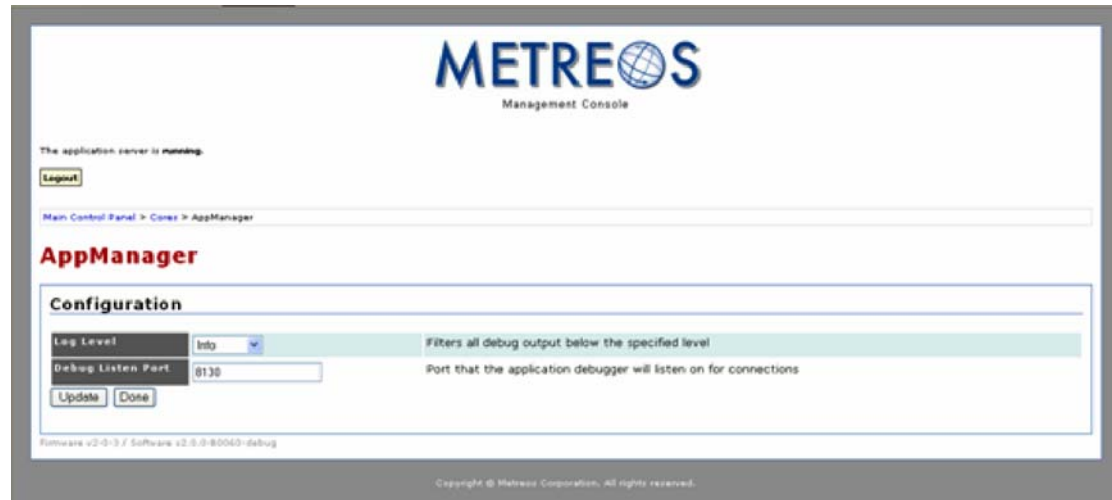 METREOS
Management Console
The application server is running.
Logout
Main Control Panel > Cores > AppManager
AppManager
Configuration
Log Level Info Filters all debug output below the specified level
Debug Listen Port 8130 Port that the application debugger will listen on for connections
Update Done
Firmware v2-0-3 / Software v2.0.0-80060-debug
Copyright © Metreos Corporation. All rights reserved.